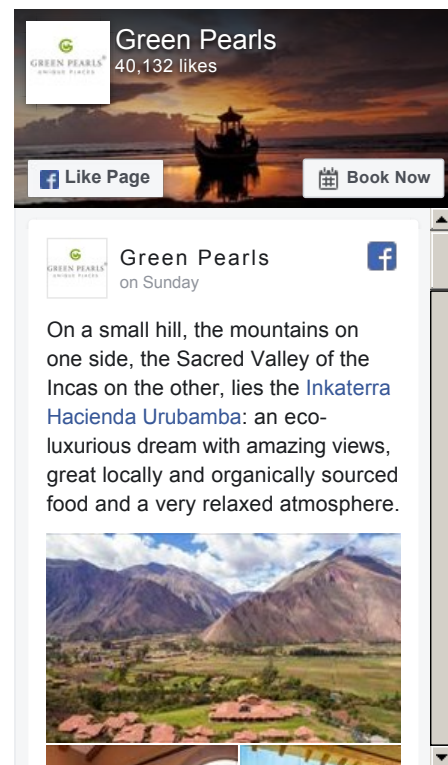 GREEN PEARLS®
UNIQUE PLACES
Green Pearls
40,132 likes
Like Page
Book Now
GREEN PEARLS®
UNIQUE PLACES
Green Pearls
on Sunday
On a small hill, the mountains on
one side, the Sacred Valley of the
Incas on the other, lies the Inkaterra
Hacienda Urubamba: an eco-
luxurious dream with amazing views,
great locally and organically sourced
food and a very relaxed atmosphere.